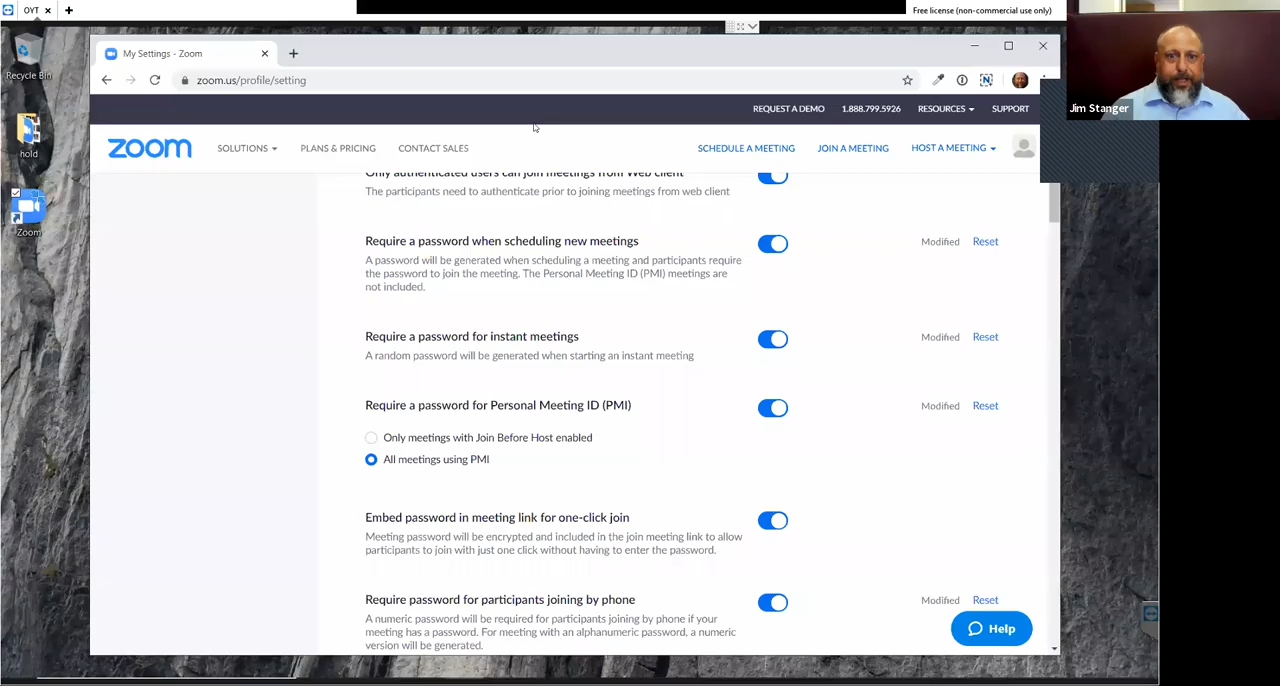 OYT
Free license (non-commercial use only)
Recycle Bin
hold
Zoom
My Settings - Zoom
zoom.us/profile/setting
Jim Stanger
REQUEST A DEMO 1.888.799.5926 RESOURCES SUPPORT
zoom SOLUTIONS PLANS & PRICING CONTACT SALES SCHEDULE A MEETING JOIN A MEETING HOST A MEETING
Only authenticated users can join meetings from Web client
The participants need to authenticate prior to joining meetings from web client
Require a password when scheduling new meetings Modified Reset
A password will be generated when scheduling a meeting and participants require
the password to join the meeting. The Personal Meeting ID (PMI) meetings are
not included.
Require a password for instant meetings Modified Reset
A random password will be generated when starting an instant meeting
Require a password for Personal Meeting ID (PMI) Modified Reset
Only meetings with Join Before Host enabled
All meetings using PMI
Embed password in meeting link for one-click join
Meeting password will be encrypted and included in the join meeting link to allow
participants to join with just one click without having to enter the password.
Require password for participants joining by phone Modified Reset
A numeric password will be required for participants joining by phone if your
meeting has a password. For meeting with an alphanumeric password, a numeric
version will be generated.
Help